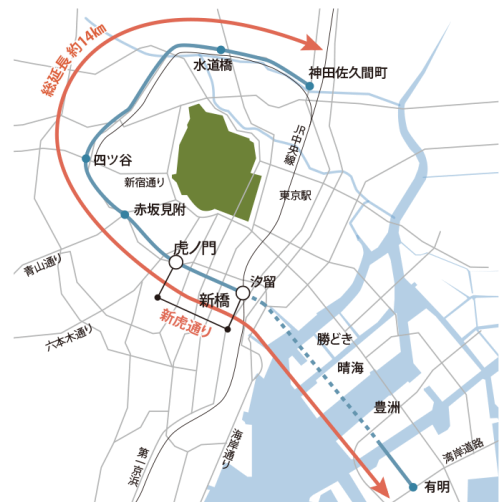 総延長 約14km
水道橋
神田佐久間町
JR中央線
四ツ谷
新宿通り
東京駅
赤坂見附
虎ノ門
青山通り
汐留
新橋
新虎通り
六本木通り
勝どき
晴海
豊洲
第一京浜
海岸通り
湾岸道路
有明